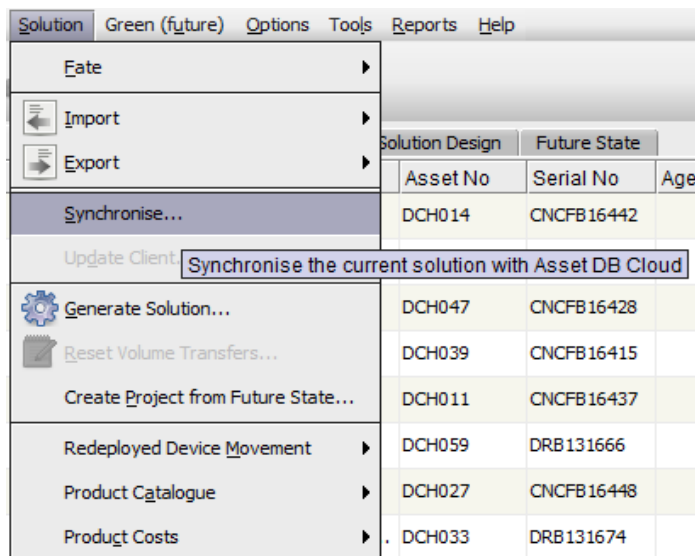 Solution Green (future) Options Tools Reports Help
Fate
Import
Export
Solution Design Future State
Asset No Serial No Age
Synchronise... DCH014 CNCFB16442
Update Client.
Synchronise the current solution with Asset DB Cloud
Generate Solution... DCH047 CNCFB16428
Reset Volume Transfers... DCH039 CNCFB16415
Create Project from Future State... DCH011 CNCFB16437
Redeployed Device Movement DCH059 DRB131666
Product Catalogue DCH027 CNCFB16448
Product Costs . DCH033 DRB131674